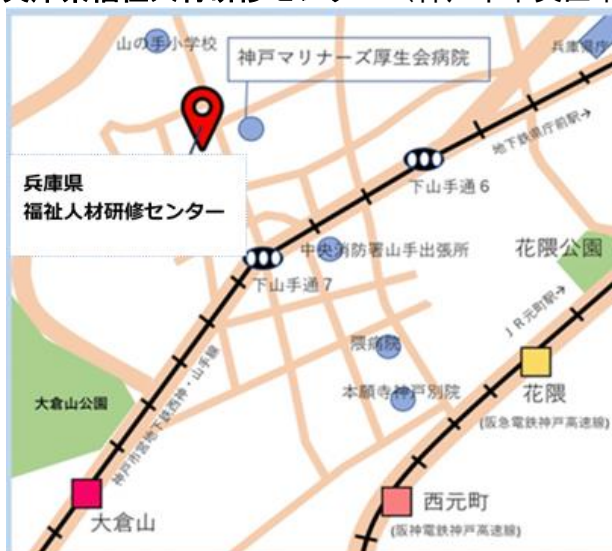 山の手小学校
神戸マリナーズ厚生会病院
地下鉄県庁前駅→
兵庫県
福祉人材研修センター
下山手通6
中央消防署山手出張所
花隈公園
下山手通7
JR元町駅→
隈病院
花隈
(阪急電鉄神戸高速線)
本願寺神戸別院
大倉山公園
神戸市営地下鉄西神・山手線
大倉山
西元町
(阪神電鉄神戸高速線)